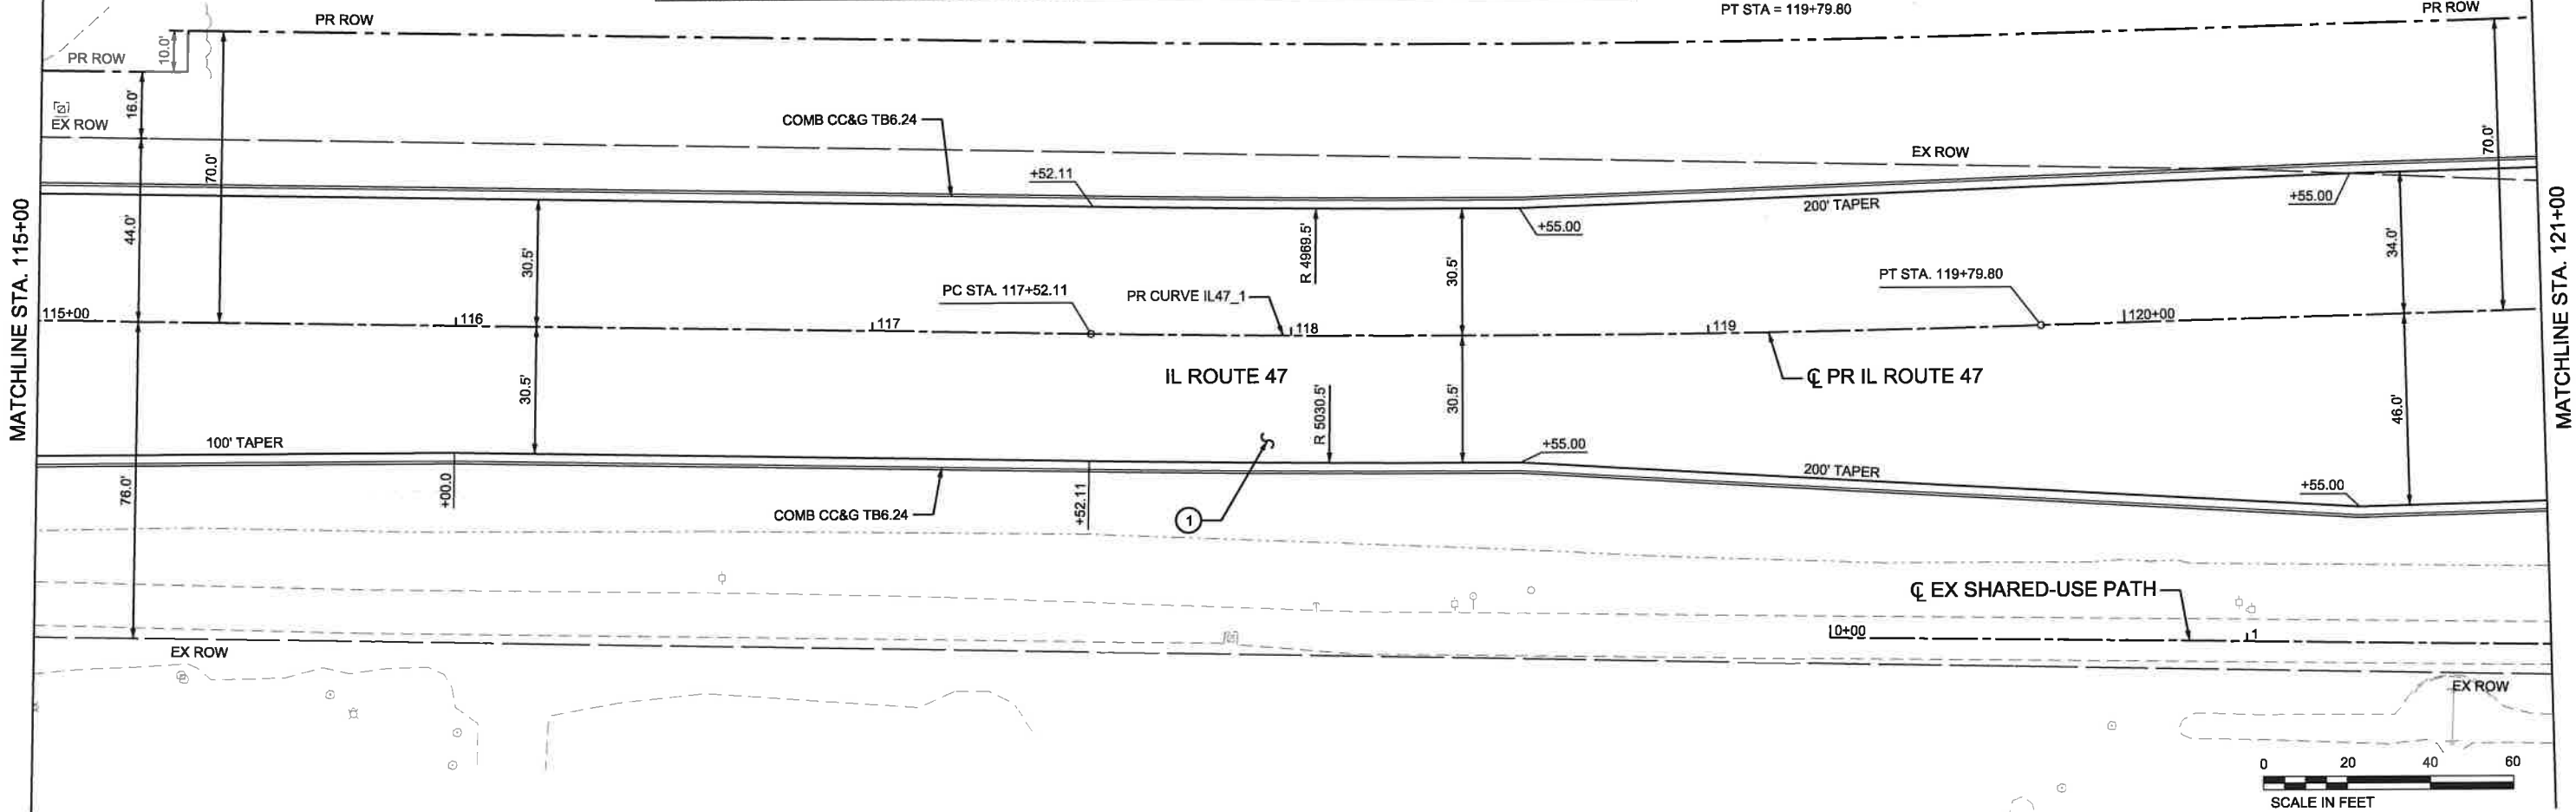 PR ROW
PT STA = 119+79.80
PR ROW
10.0'
PR ROW
16.0'
EX ROW
70.0'
COMB CC&G TB6.24
EX ROW
70.0'
+52.11
+55.00
200' TAPER
+55.00
MATCHLINE STA. 115+00
44.0'
30.5'
R 4969.5'
30.5'
34.0'
MATCHLINE STA. 121+00
PC STA. 117+52.11
PR CURVE IL47_1
PT STA. 119+79.80
115+00
116
117
118
119
120+00
IL ROUTE 47
℄ PR IL ROUTE 47
30.5'
R 5030.5'
30.5'
46.0'
100' TAPER
+55.00
200' TAPER
+55.00
76.0'
+00.0
COMB CC&G TB6.24
+52.11
1
℄ EX SHARED-USE PATH
0+00
1
EX ROW
EX ROW
0 20 40 60
SCALE IN FEET